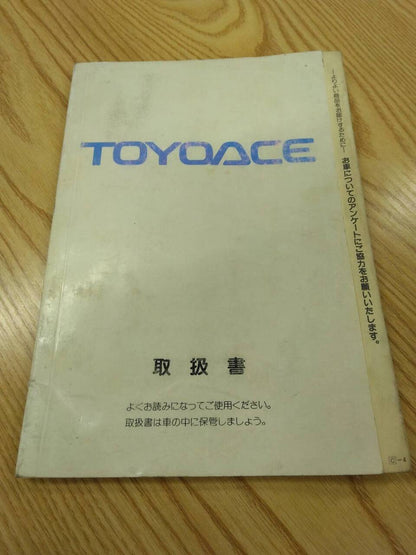 TOYOACE
取扱書
よくお読みになってご使用ください。
取扱書は車の中に保管しましょう。
―よりよい商品をお届けするために―
お車についてのアンケートにご協力をお願いいたします。